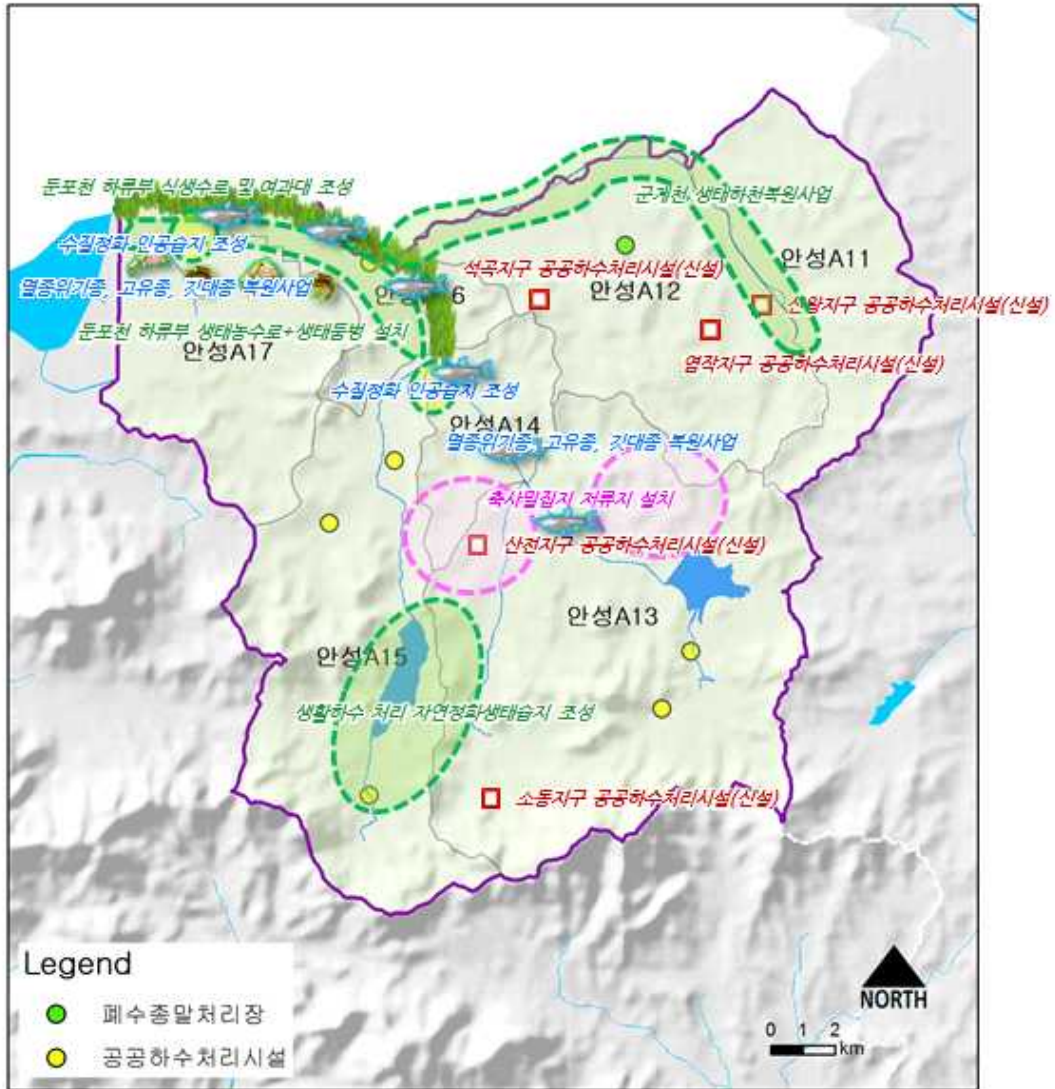 둔포천 하류부 식생수로 및 여과대 조성
군계천 생태하천복원사업
수질정화 인공습지 조성
안성A11
석곡지구 공공하수처리시설(신설)
멸종위기종, 고유종, 깃대종 복원사업
안성A12
신왕지구 공공하수처리시설(신설)
둔포천 하류부 생태농수로+생태둠벙 설치
안성A17
염작지구 공공하수처리시설(신설)
수질정화 인공습지 조성
안성A14
멸종위기종, 고유종, 깃대종 복원사업
축사밀집지 저류지 설치
산전지구 공공하수처리시설(신설)
안성A13
안성A15
생활하수 처리 자연정화생태습지 조성
소동지구 공공하수처리시설(신설)
Legend
폐수종말처리장
공공하수처리시설
NORTH
0 1 2
km